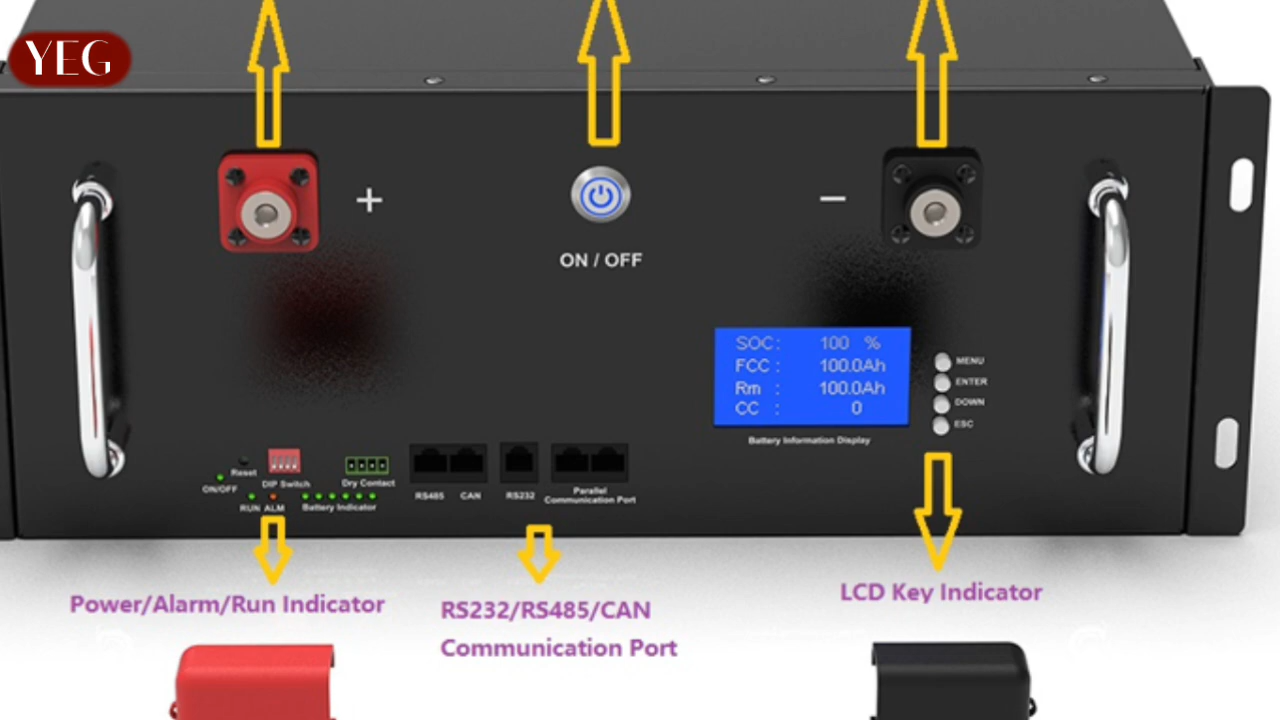 YEG
+
−
ON / OFF
SOC: 100 %
FCC : 100.0Ah
Rm : 100.0Ah
CC : 0
MENU
ENTER
DOWN
ESC
Battery Information Display
Reset
ON/OFF
DIP Switch
Dry Contact
RUN ALM
Battery Indicator
RS485
CAN
RS232
Parallel
Communication Port
Power/Alarm/Run Indicator
RS232/RS485/CAN
Communication Port
LCD Key Indicator